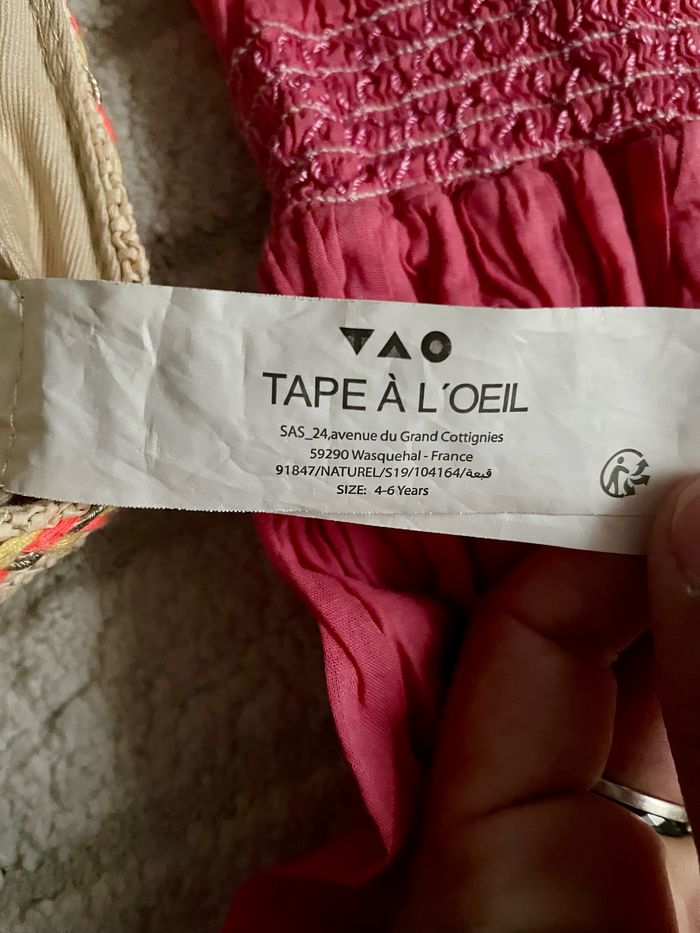 TAO
TAPE À L'OEIL
SAS_24,avenue du Grand Cottignies
59290 Wasquehal - France
91847/NATUREL/S19/104164/قبعة
SIZE: 4-6 Years